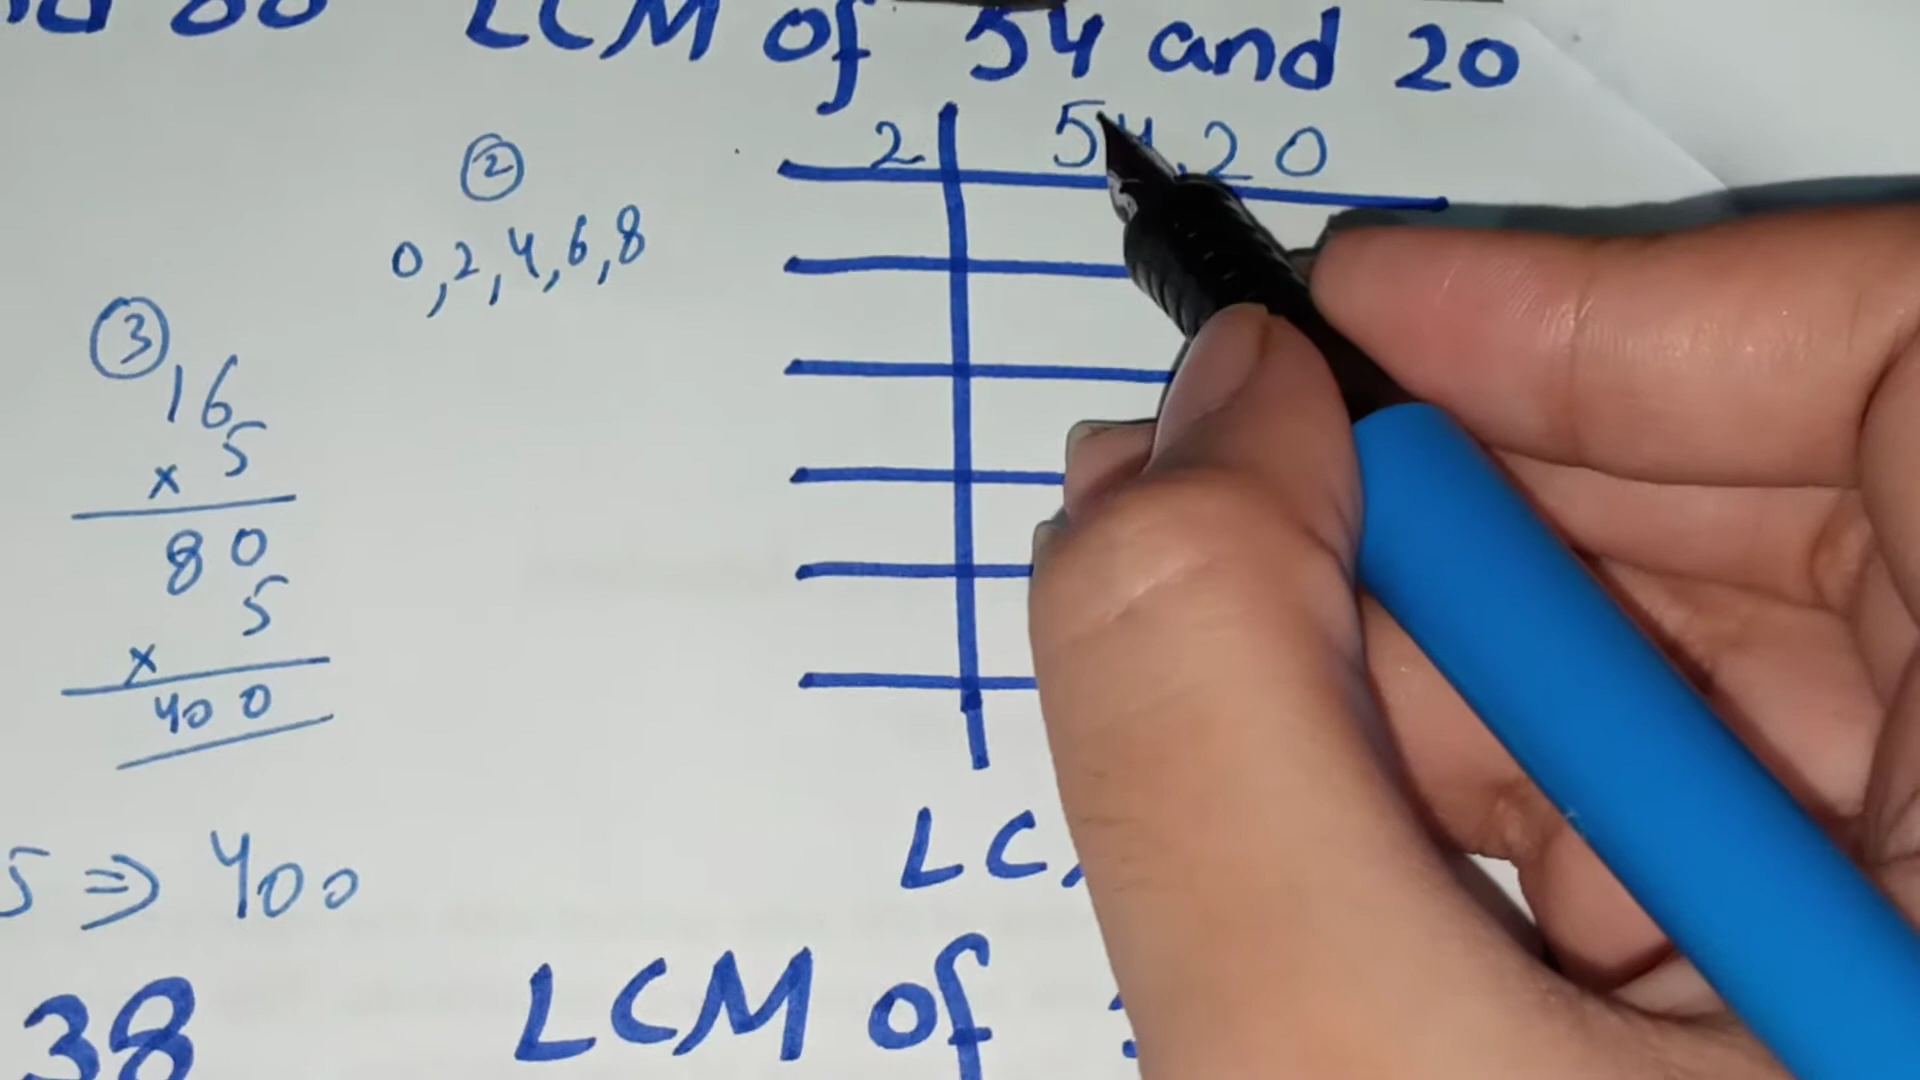 LCM of 54 and 20
2 54,20
②
0,2,4,6,8
③
16
x 5
80
x 5
400
5 ⇒ 400
LC
38 LCM of